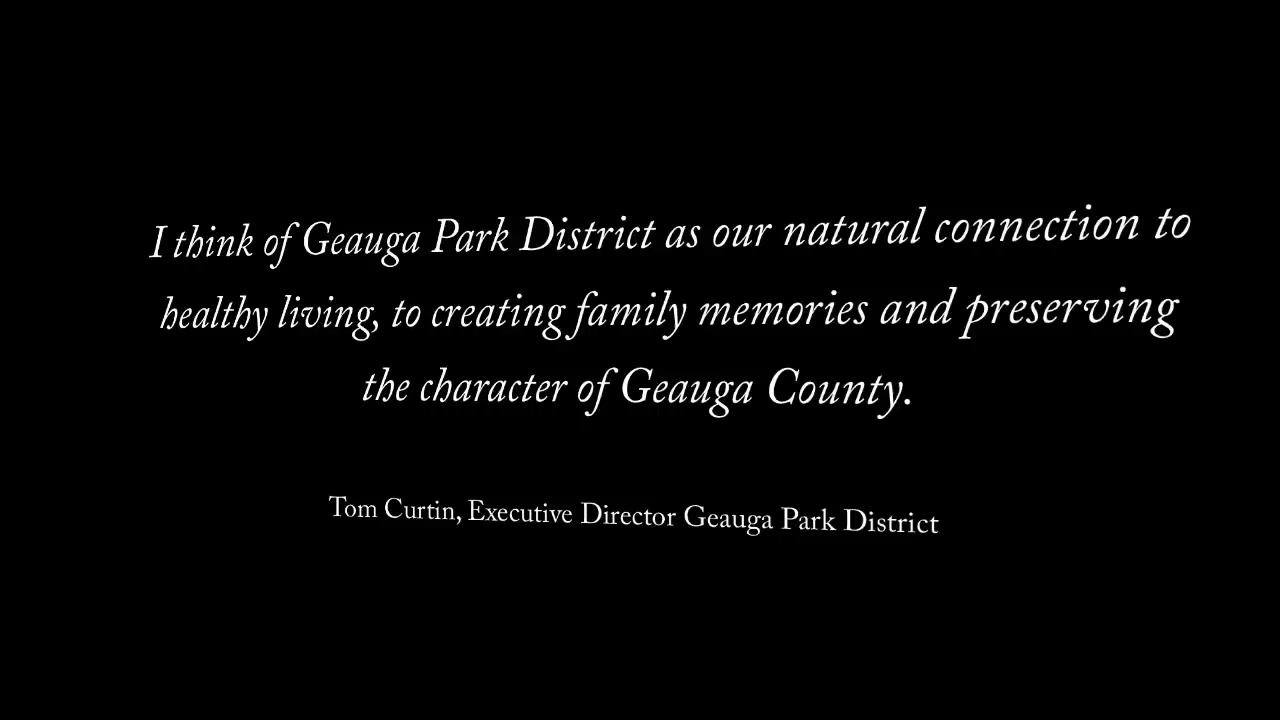 I think of Geauga Park District as our natural connection to
healthy living, to creating family memories and preserving
the character of Geauga County.
Tom Curtin, Executive Director Geauga Park District